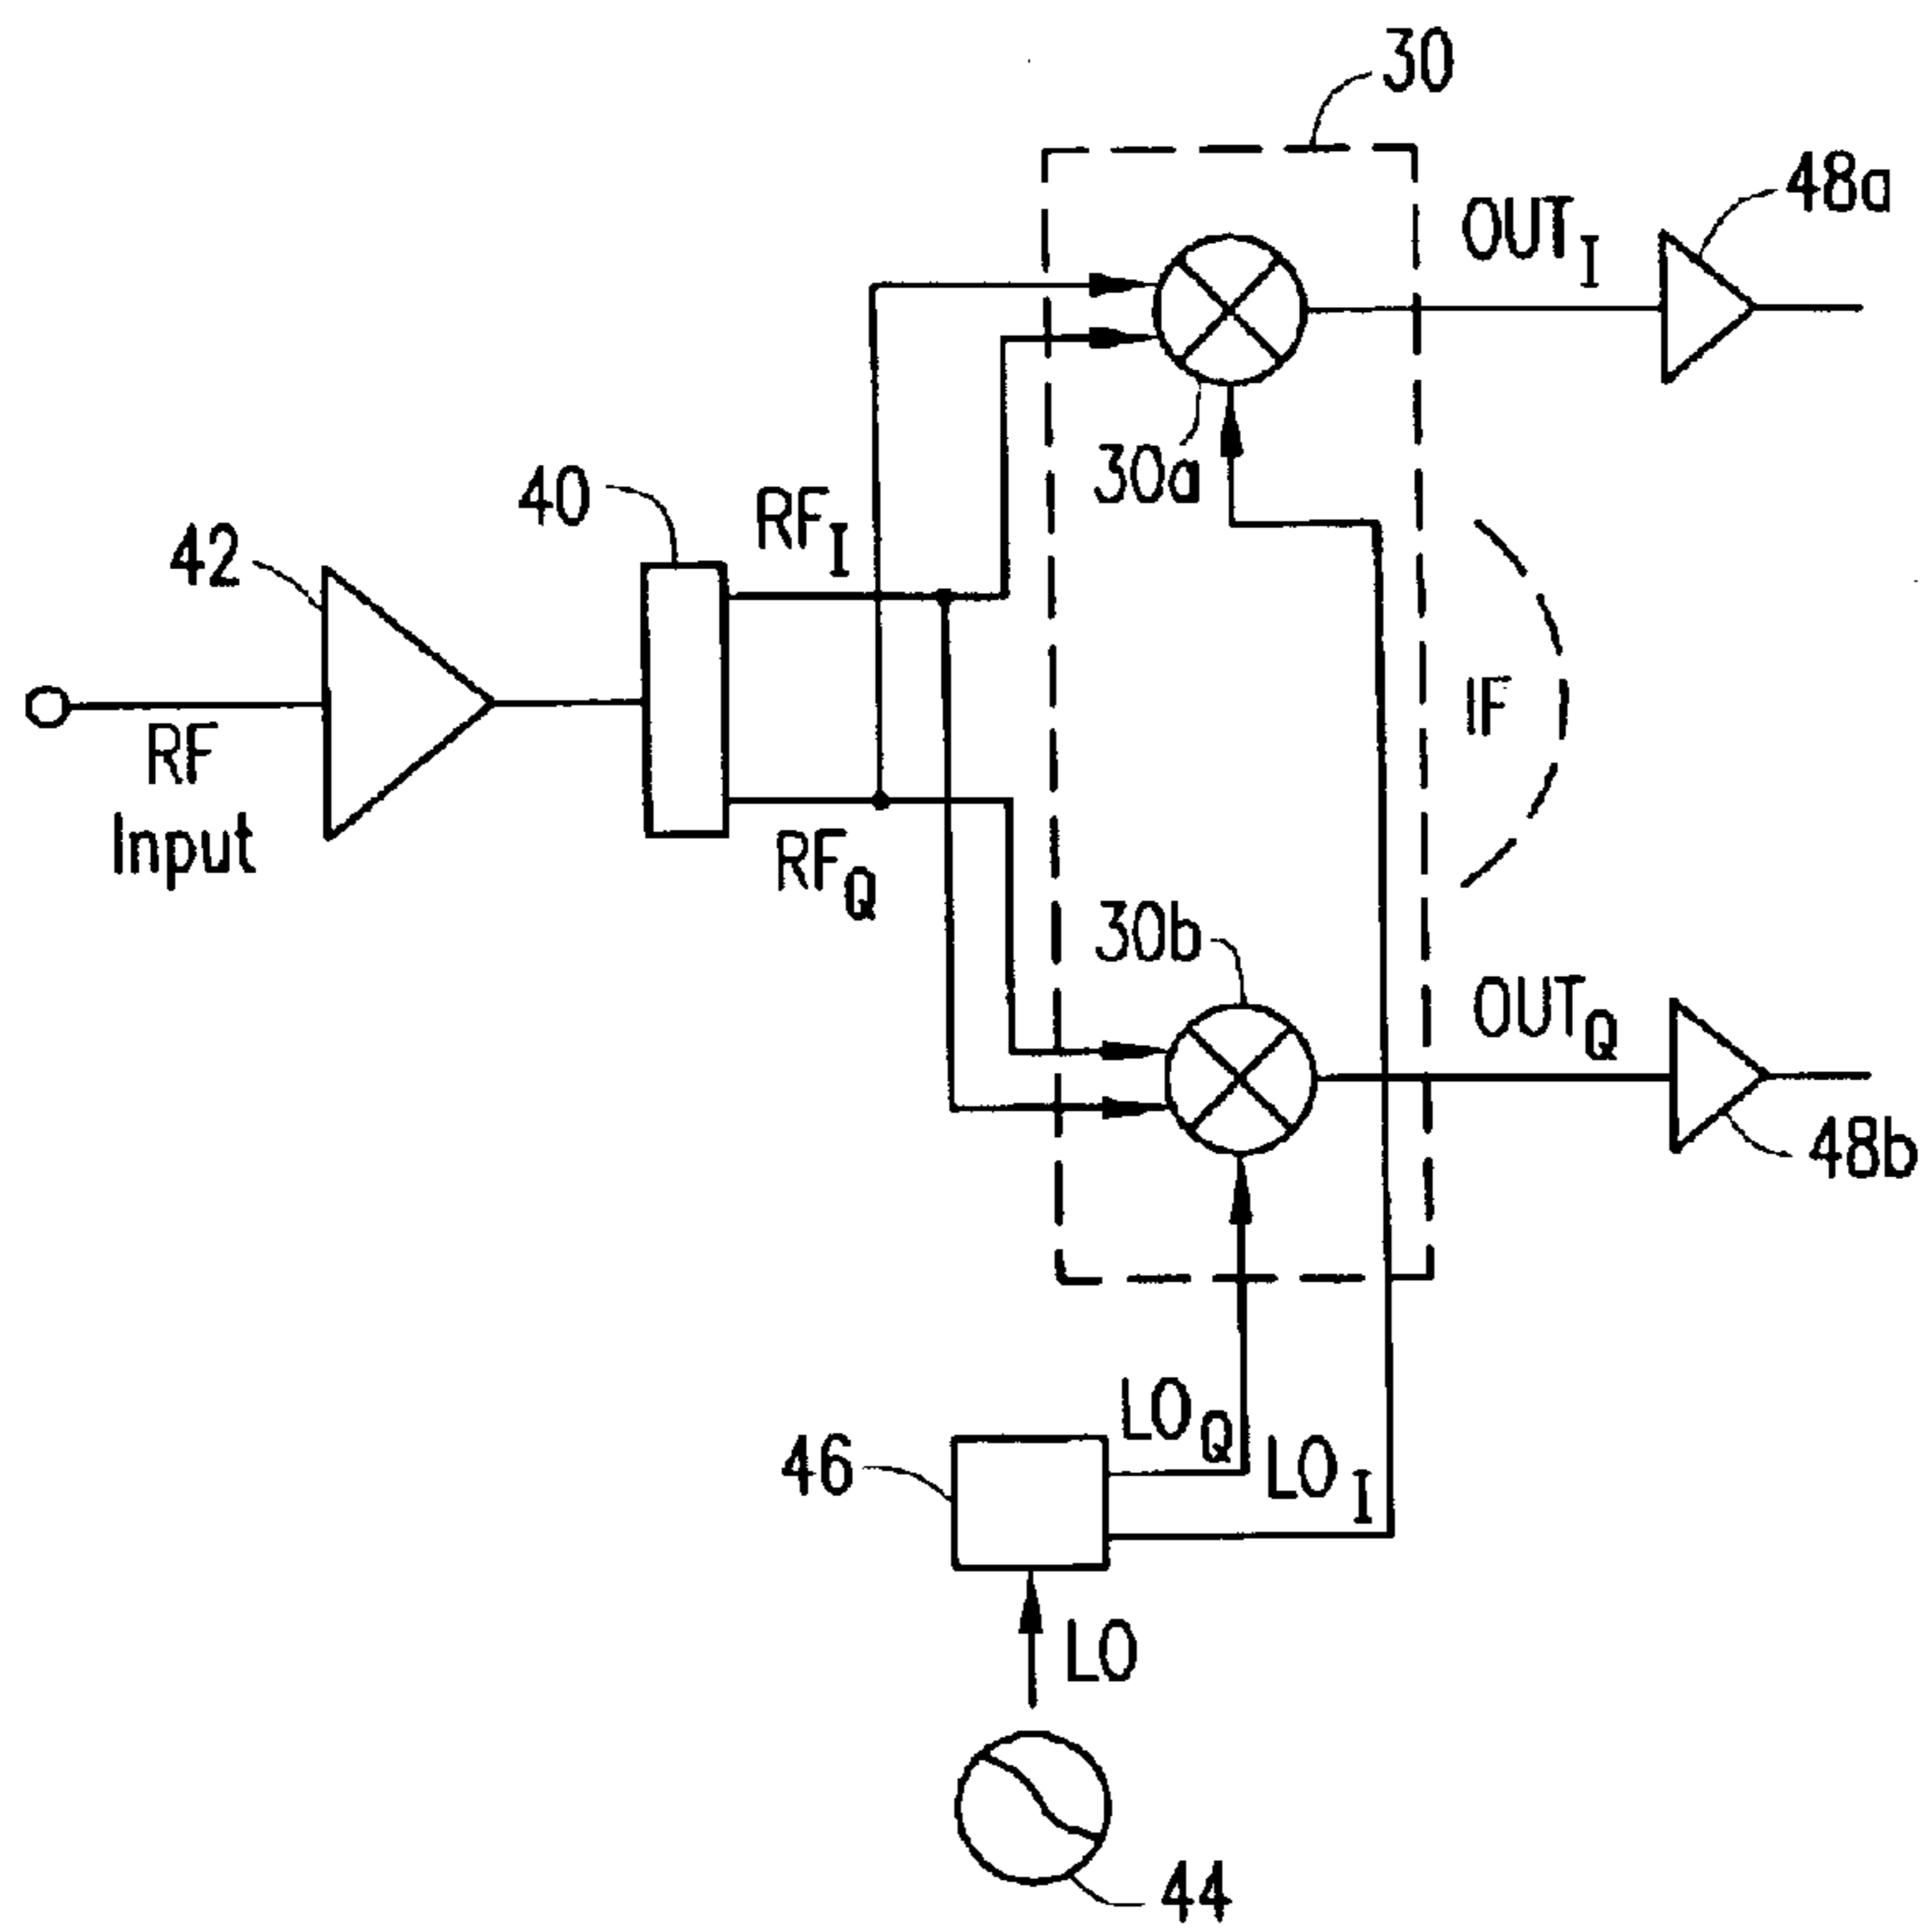 30
48a
OUT_I
30a
40
RF_I
42
IF
RF
Input
RF_Q
30b
OUT_Q
48b
LO_Q
46
LO_I
LO
44